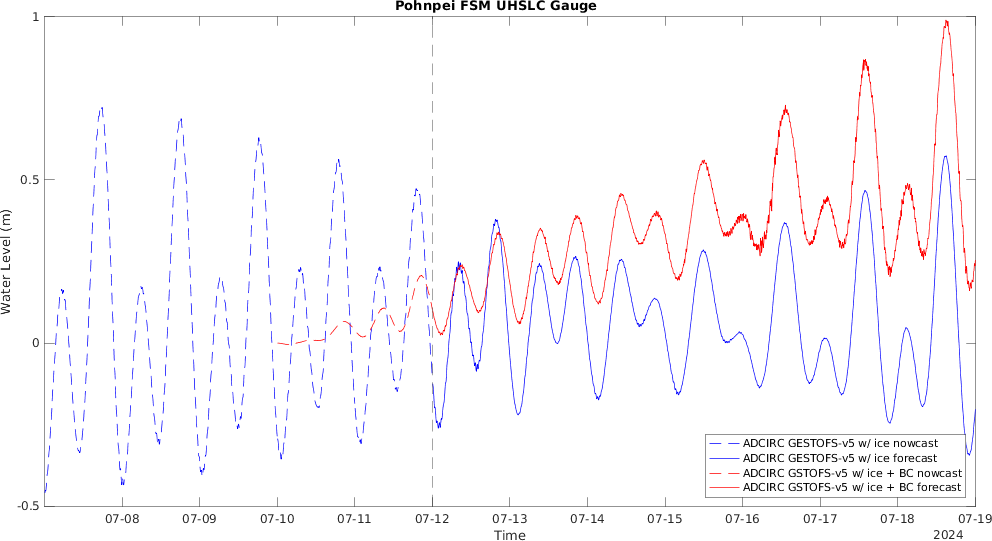 Pohnpei FSM UHSLC Gauge
1
0.5
0
-0.5
Water Level (m)
ADCIRC GESTOFS-v5 w/ ice nowcast
ADCIRC GESTOFS-v5 w/ ice forecast
ADCIRC GSTOFS-v5 w/ ice + BC nowcast
ADCIRC GSTOFS-v5 w/ ice + BC forecast
07-08 07-09 07-10 07-11 07-12 07-13 07-14 07-15 07-16 07-17 07-18 07-19
Time
2024